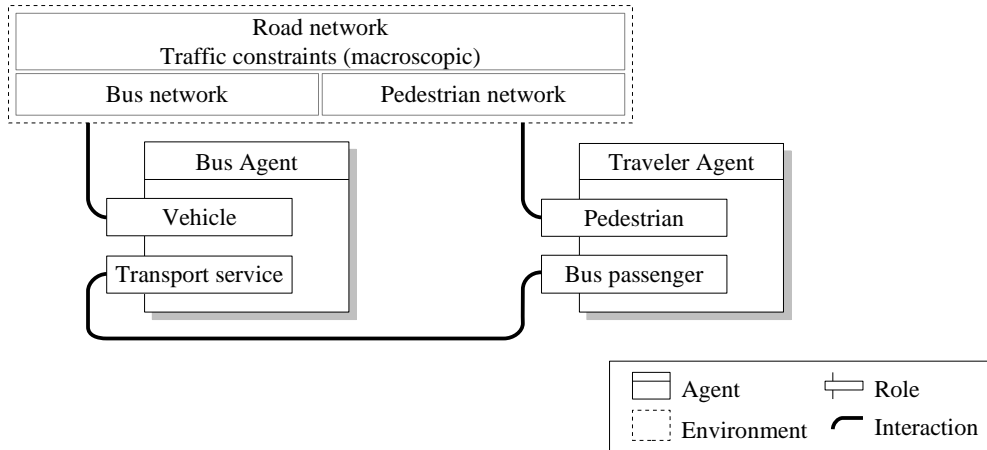 Road network
Traffic constraints (macroscopic)
Bus network
Pedestrian network
Bus Agent
Vehicle
Transport service
Traveler Agent
Pedestrian
Bus passenger
Agent
Role
Environment
Interaction